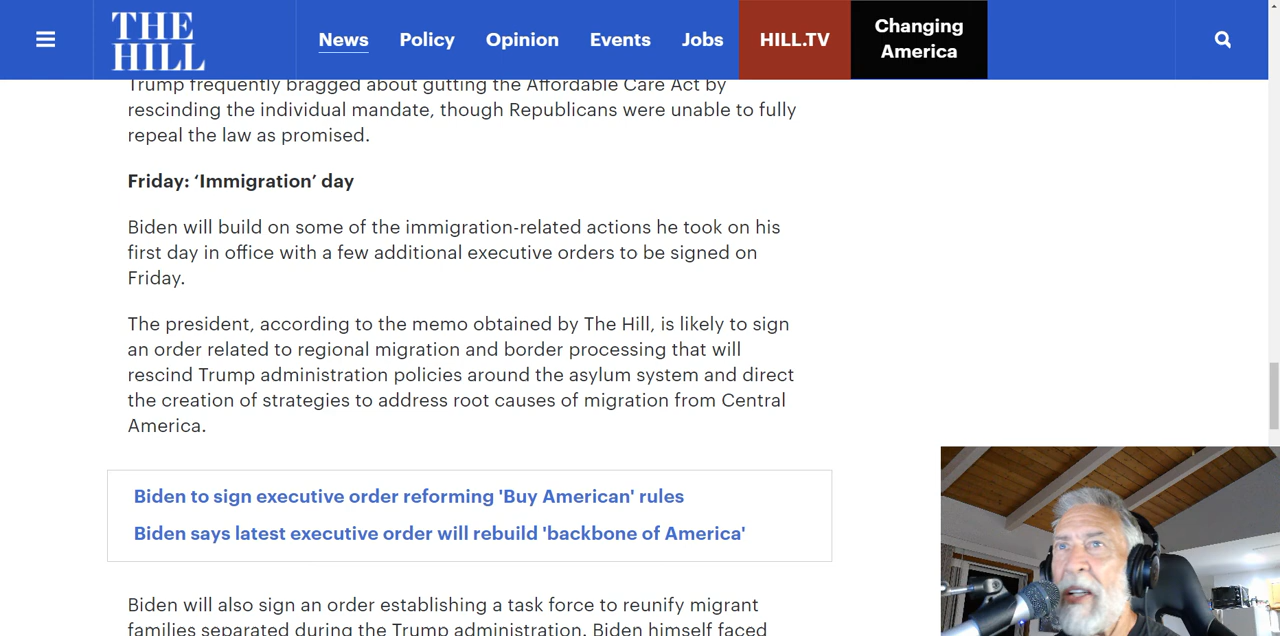 THE
HILL
News
Policy
Opinion
Events
Jobs
HILL.TV
Changing
America
Trump frequently bragged about gutting the Affordable Care Act by
rescinding the individual mandate, though Republicans were unable to fully
repeal the law as promised.
Friday: ‘Immigration’ day
Biden will build on some of the immigration-related actions he took on his
first day in office with a few additional executive orders to be signed on
Friday.
The president, according to the memo obtained by The Hill, is likely to sign
an order related to regional migration and border processing that will
rescind Trump administration policies around the asylum system and direct
the creation of strategies to address root causes of migration from Central
America.
Biden to sign executive order reforming 'Buy American' rules
Biden says latest executive order will rebuild 'backbone of America'
Biden will also sign an order establishing a task force to reunify migrant
families separated during the Trump administration. Biden himself faced